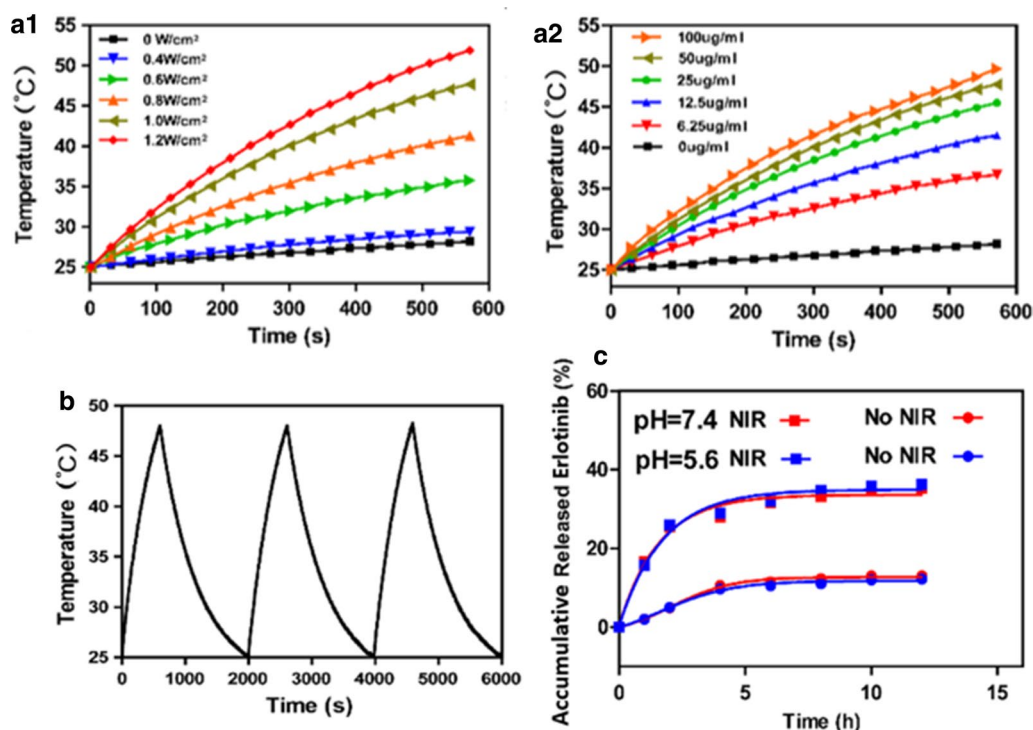 a1
Temperature (℃)
55
50
45
40
35
30
25
0 W/cm²
0.4W/cm²
0.6W/cm²
0.8W/cm²
1.0W/cm²
1.2W/cm²
0 100 200 300 400 500 600
Time (s)
a2
Temperature (℃)
55
50
45
40
35
30
25
100ug/ml
50ug/ml
25ug/ml
12.5ug/ml
6.25ug/ml
0ug/ml
0 100 200 300 400 500 600
Time (s)
b
Temperature (℃)
50
45
40
35
30
25
0 1000 2000 3000 4000 5000 6000
Time (s)
c
Accumulative Released Erlotinib (%)
60
40
20
0
pH=7.4 NIR No NIR
pH=5.6 NIR No NIR
0 5 10 15
Time (h)